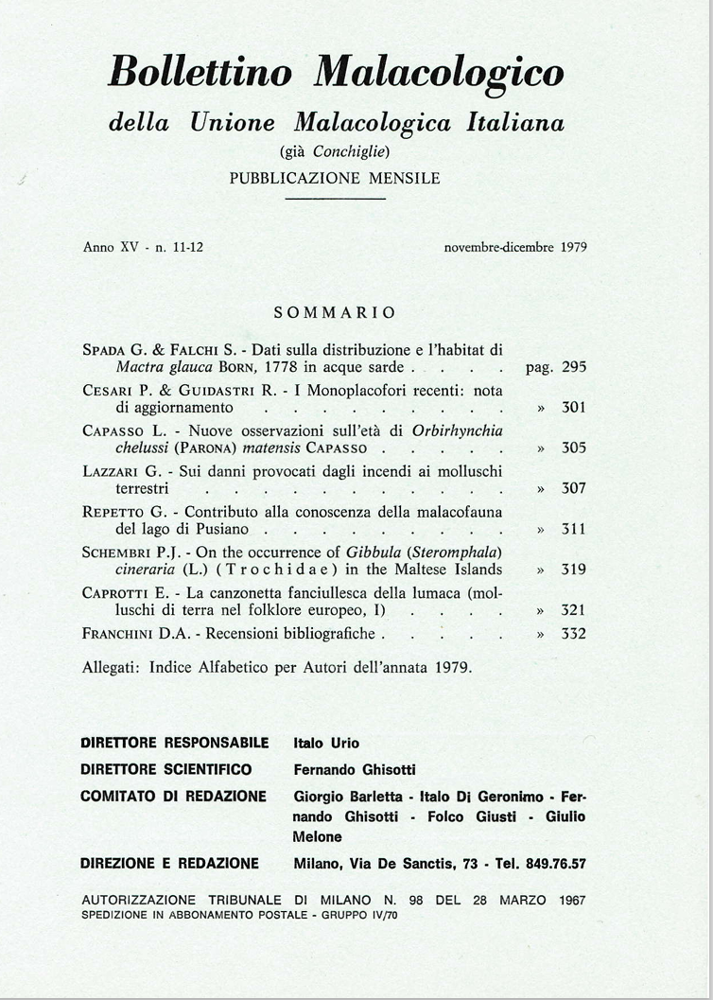 Bollettino Malacologico
della Unione Malacologica Italiana
(già Conchiglie)
PUBBLICAZIONE MENSILE
Anno XV - n. 11-12 novembre-dicembre 1979
SOMMARIO
SPADA G. & FALCHI S. - Dati sulla distribuzione e l'habitat di
Mactra glauca BORN, 1778 in acque sarde . . . . pag. 295
CESARI P. & GUIDASTRI R. - I Monoplacofori recenti: nota
di aggiornamento . . . . . . . . . » 301
CAPASSO L. - Nuove osservazioni sull'età di Orbirhynchia
chelussi (PARONA) matensis CAPASSO . . . . . » 305
LAZZARI G. - Sui danni provocati dagli incendi ai molluschi
terrestri . . . . . . . . . . . » 307
REPETTO G. - Contributo alla conoscenza della malacofauna
del lago di Pusiano . . . . . . . . . » 311
SCHEMBRI P.J. - On the occurrence of Gibbula (Steromphala)
cineraria (L.) (Trochidae) in the Maltese Islands » 319
CAPROTTI E. - La canzonetta fanciullesca della lumaca (mol-
luschi di terra nel folklore europeo, I) . . . . » 321
FRANCHINI D.A. - Recensioni bibliografiche . . . . . » 332
Allegati: Indice Alfabetico per Autori dell'annata 1979.
DIRETTORE RESPONSABILE Italo Urio
DIRETTORE SCIENTIFICO Fernando Ghisotti
COMITATO DI REDAZIONE Giorgio Barletta - Italo Di Geronimo - Fer-
nando Ghisotti - Folco Giusti - Giulio
Melone
DIREZIONE E REDAZIONE Milano, Via De Sanctis, 73 - Tel. 849.76.57
AUTORIZZAZIONE TRIBUNALE DI MILANO N. 98 DEL 28 MARZO 1967
SPEDIZIONE IN ABBONAMENTO POSTALE - GRUPPO IV/70